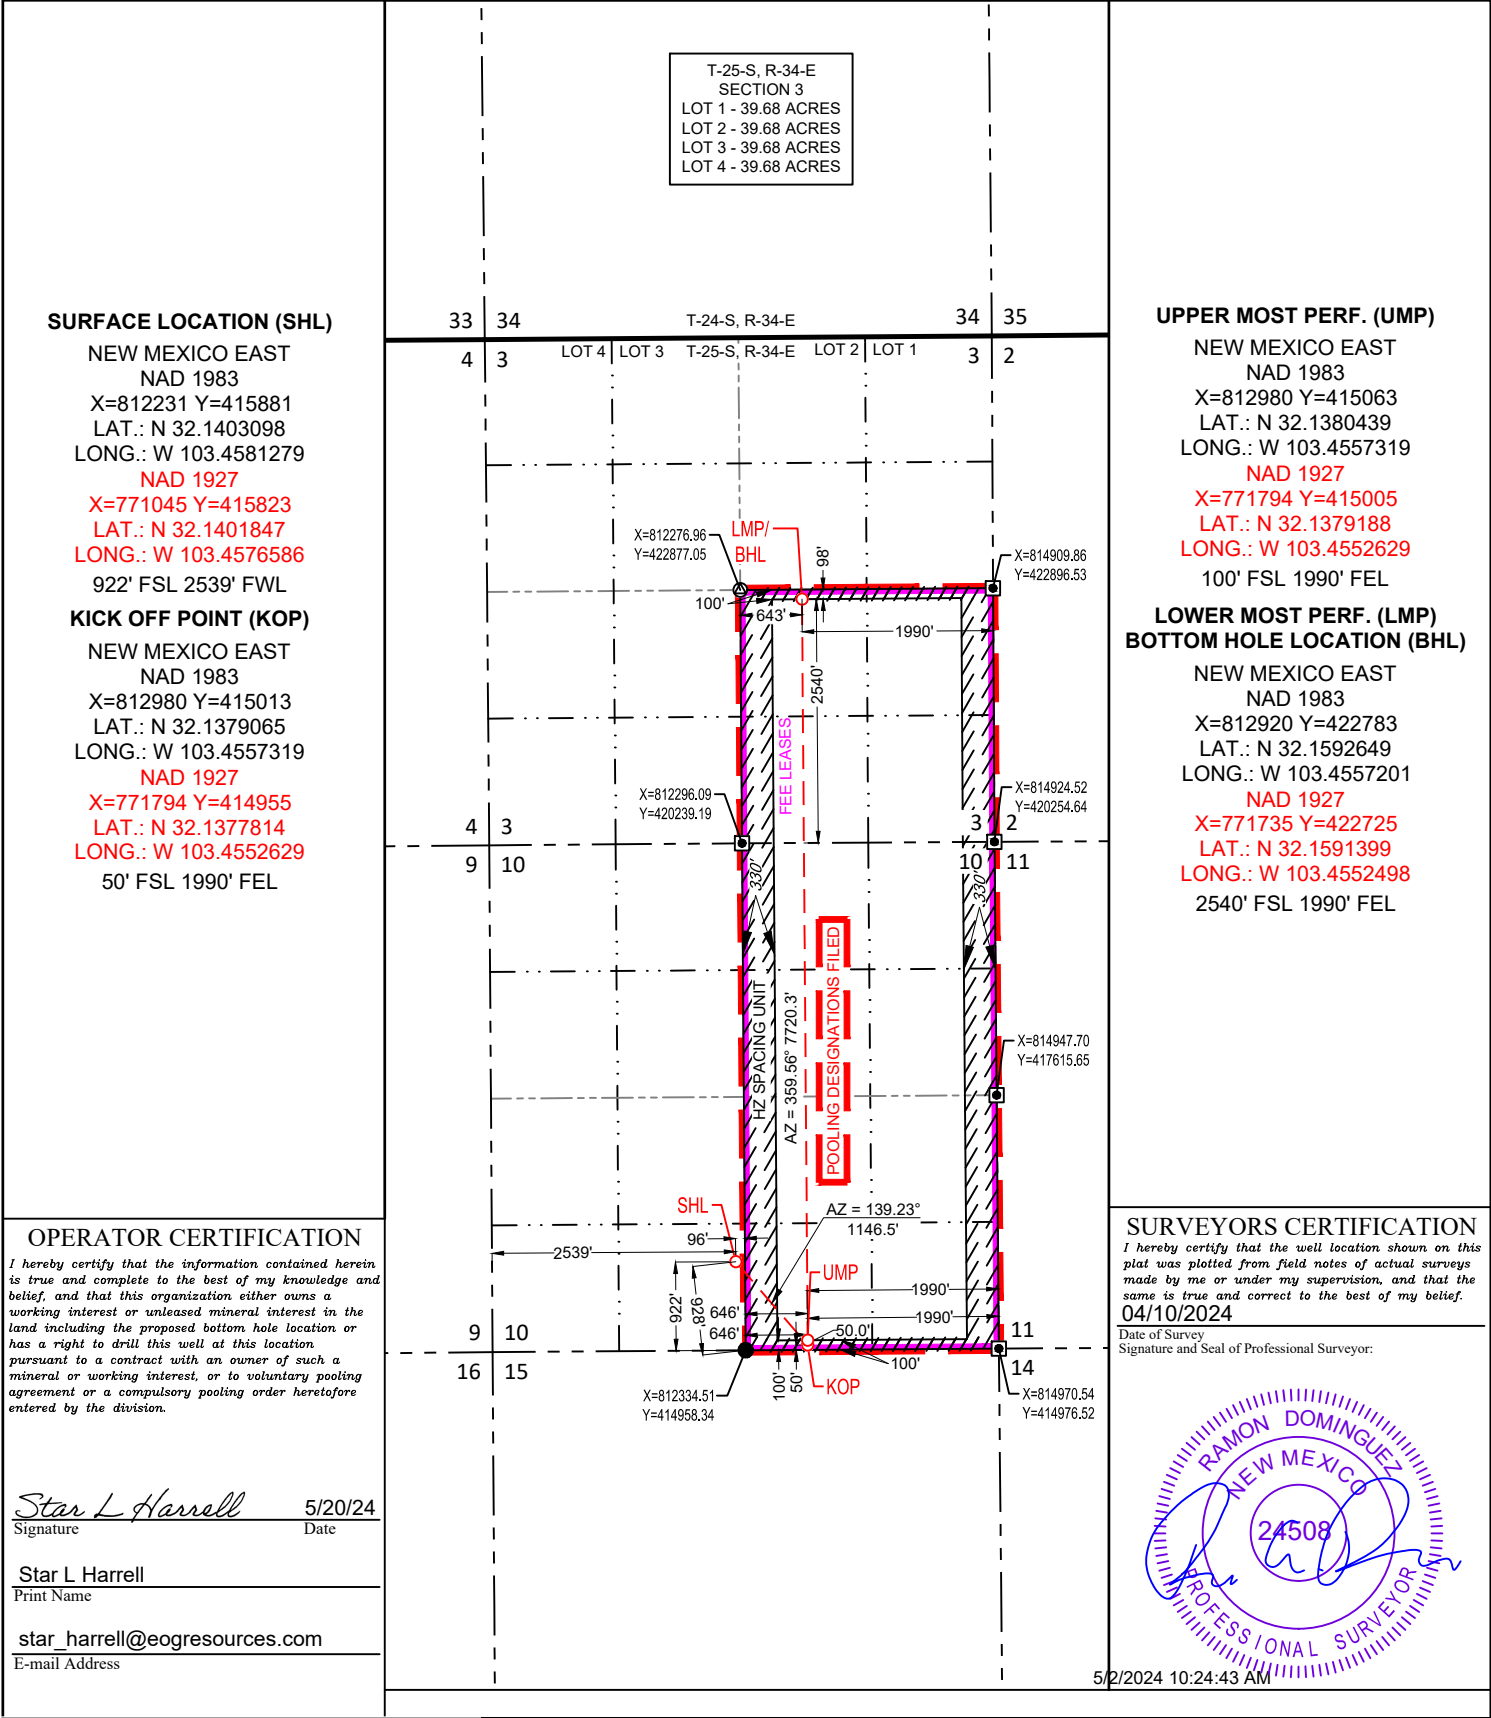 T-25-S, R-34-E
SECTION 3
LOT 1 - 39.68 ACRES
LOT 2 - 39.68 ACRES
LOT 3 - 39.68 ACRES
LOT 4 - 39.68 ACRES
SURFACE LOCATION (SHL)
NEW MEXICO EAST
NAD 1983
X=812231 Y=415881
LAT.: N 32.1403098
LONG.: W 103.4581279
NAD 1927
X=771045 Y=415823
LAT.: N 32.1401847
LONG.: W 103.4576586
922' FSL 2539' FWL
KICK OFF POINT (KOP)
NEW MEXICO EAST
NAD 1983
X=812980 Y=415013
LAT.: N 32.1379065
LONG.: W 103.4557319
NAD 1927
X=771794 Y=414955
LAT.: N 32.1377814
LONG.: W 103.4552629
50' FSL 1990' FEL
33 34
T-24-S, R-34-E
34 35
4 3
LOT 4 LOT 3
T-25-S, R-34-E
LOT 2 LOT 1
3 2
X=812276.96
Y=422877.05
LMP/
BHL
98'
X=814909.86
Y=422896.53
100'
643'
1990'
2540'
FEE LEASES
X=812296.09
Y=420239.19
X=814924.52
Y=420254.64
4 3
3 2
9 10
10 11
330'
330'
HZ SPACING UNIT
AZ = 359.56° 7720.3'
POOLING DESIGNATIONS FILED
X=814947.70
Y=417615.65
SHL
AZ = 139.23°
1146.5'
96'
2539'
UMP
922'
928'
1990'
646'
1990'
646'
50.0'
9 10
11
16 15
14
100'
100'
50'
KOP
X=812334.51
Y=414958.34
X=814970.54
Y=414976.52
UPPER MOST PERF. (UMP)
NEW MEXICO EAST
NAD 1983
X=812980 Y=415063
LAT.: N 32.1380439
LONG.: W 103.4557319
NAD 1927
X=771794 Y=415005
LAT.: N 32.1379188
LONG.: W 103.4552629
100' FSL 1990' FEL
LOWER MOST PERF. (LMP)
BOTTOM HOLE LOCATION (BHL)
NEW MEXICO EAST
NAD 1983
X=812920 Y=422783
LAT.: N 32.1592649
LONG.: W 103.4557201
NAD 1927
X=771735 Y=422725
LAT.: N 32.1591399
LONG.: W 103.4552498
2540' FSL 1990' FEL
OPERATOR CERTIFICATION
I hereby certify that the information contained herein
is true and complete to the best of my knowledge and
belief, and that this organization either owns a
working interest or unleased mineral interest in the
land including the proposed bottom hole location or
has a right to drill this well at this location
pursuant to a contract with an owner of such a
mineral or working interest, or to voluntary pooling
agreement or a compulsory pooling order heretofore
entered by the division.
Star L Harrell 5/20/24
Signature Date
Star L Harrell
Print Name
star_harrell@eogresources.com
E-mail Address
SURVEYORS CERTIFICATION
I hereby certify that the well location shown on this
plat was plotted from field notes of actual surveys
made by me or under my supervision, and that the
same is true and correct to the best of my belief.
04/10/2024
Date of Survey
Signature and Seal of Professional Surveyor:
RAMON DOMINGUEZ
NEW MEXICO
24508
PROFESSIONAL SURVEYOR
5/2/2024 10:24:43 AM